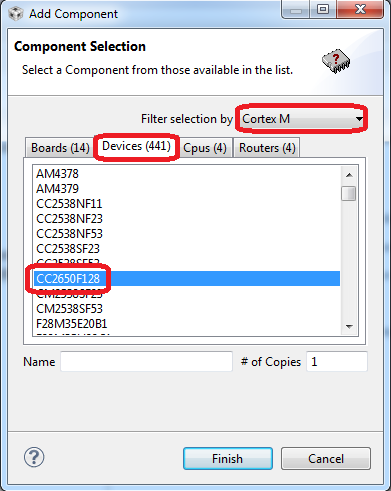 Add Component
Component Selection
Select a Component from those available in the list.
Filter selection by Cortex M
Boards (14) Devices (441) Cpus (4) Routers (4)
AM4378
AM4379
CC2538NF11
CC2538NF23
CC2538NF53
CC2538SF23
CC2538SF53
CC2650F128
CM2538SF23
CM2538SF53
F28M35E20B1
Name # of Copies 1
Finish Cancel